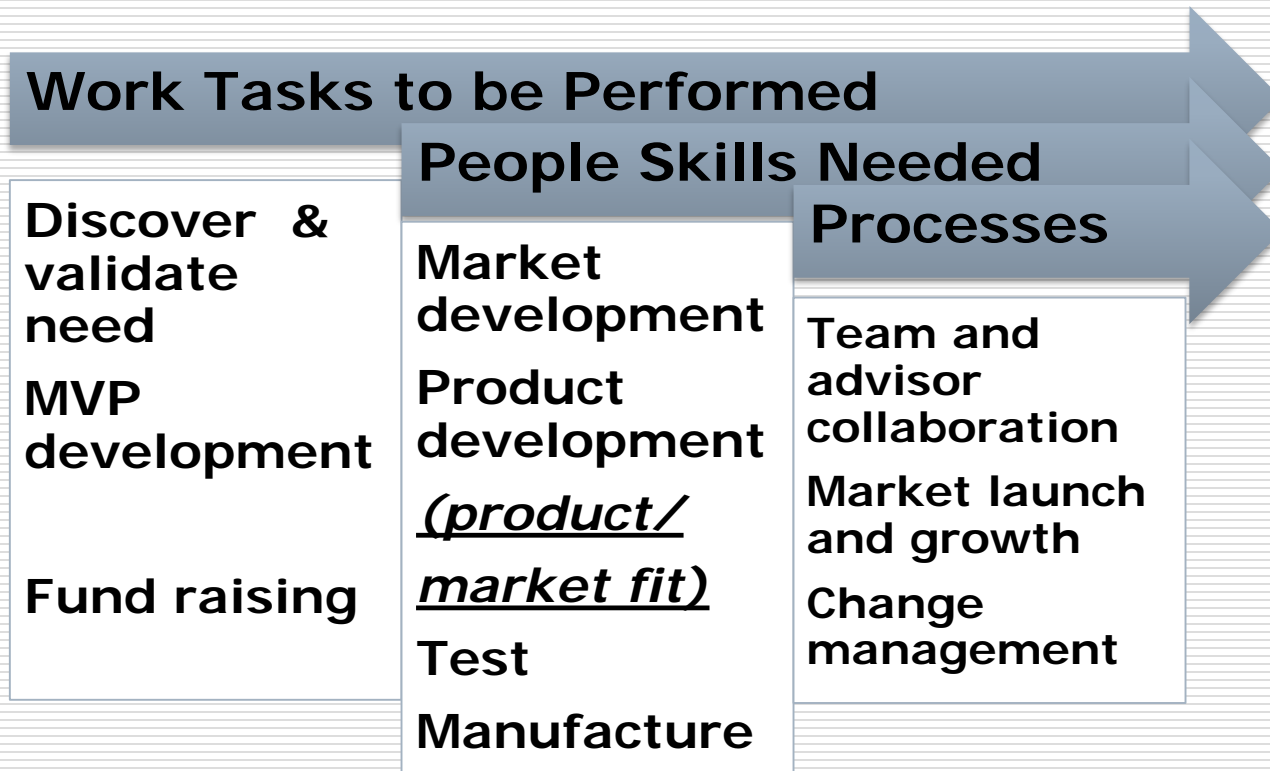 Work Tasks to be Performed
People Skills Needed
Processes
Discover &
validate
need
MVP
development
Fund raising
Market
development
Product
development
(product/
market fit)
Test
Manufacture
Team and
advisor
collaboration
Market launch
and growth
Change
management